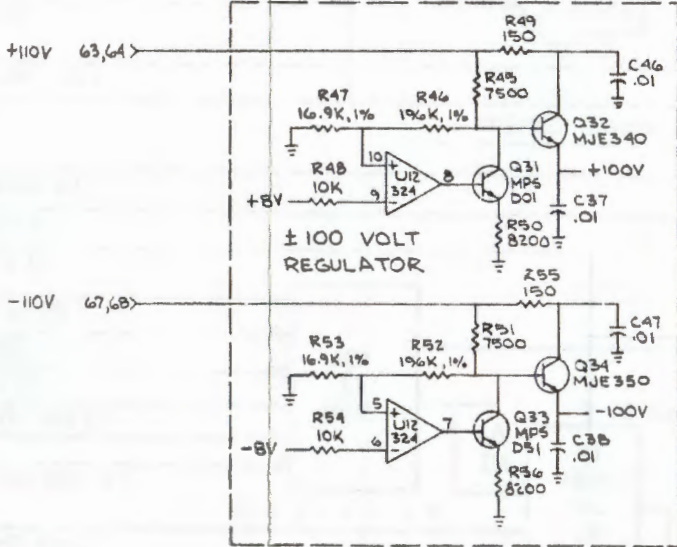 R49
150
+110V 63,64
C46
.01
R45
7500
R47
16.9K, 1%
R46
196K, 1%
Q32
MJE340
10
+
U12
324
8
Q31
MPS
D01
+100V
R48
10K
+8V
9
-
C37
.01
R50
8200
± 100 VOLT
REGULATOR
-110V 67,68
R55
150
C47
.01
R51
7500
R53
16.9K, 1%
R52
196K, 1%
Q34
MJE350
5
+
U12
324
7
Q33
MPS
D51
-100V
R54
10K
-8V
6
-
C38
.01
R56
8200